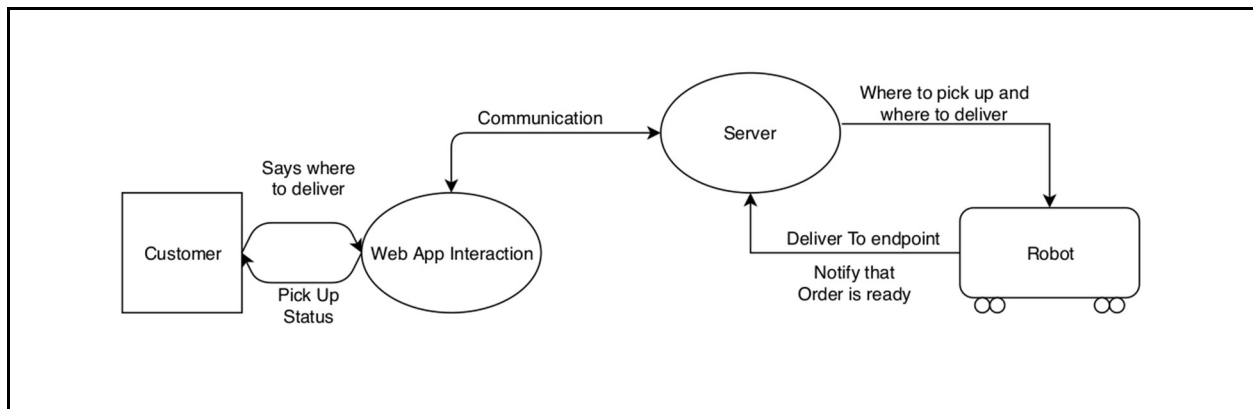 Where to pick up and
where to deliver
Communication
Server
Says where
to deliver
Customer
Web App Interaction
Deliver To endpoint
Robot
Notify that
Order is ready
Pick Up
Status